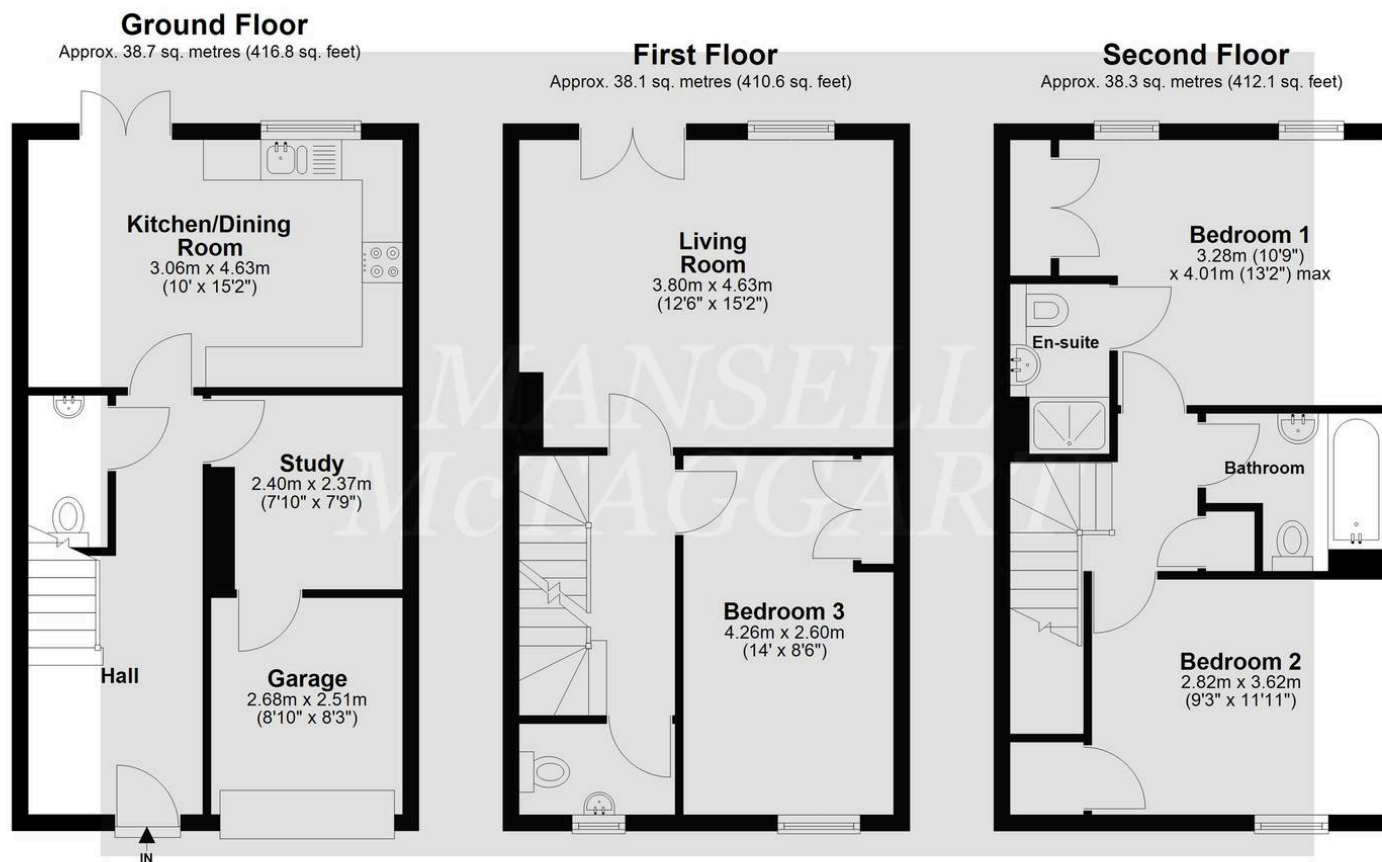 Ground Floor
Approx. 38.7 sq. metres (416.8 sq. feet)
Kitchen/Dining
Room
3.06m x 4.63m
(10' x 15'2")
Study
2.40m x 2.37m
(7'10" x 7'9")
Hall
Garage
2.68m x 2.51m
(8'10" x 8'3")
IN
First Floor
Approx. 38.1 sq. metres (410.6 sq. feet)
Living
Room
3.80m x 4.63m
(12'6" x 15'2")
Bedroom 3
4.26m x 2.60m
(14' x 8'6")
Second Floor
Approx. 38.3 sq. metres (412.1 sq. feet)
Bedroom 1
3.28m (10'9")
x 4.01m (13'2") max
En-suite
Bathroom
Bedroom 2
2.82m x 3.62m
(9'3" x 11'11")
MANSELL
McTAGGART